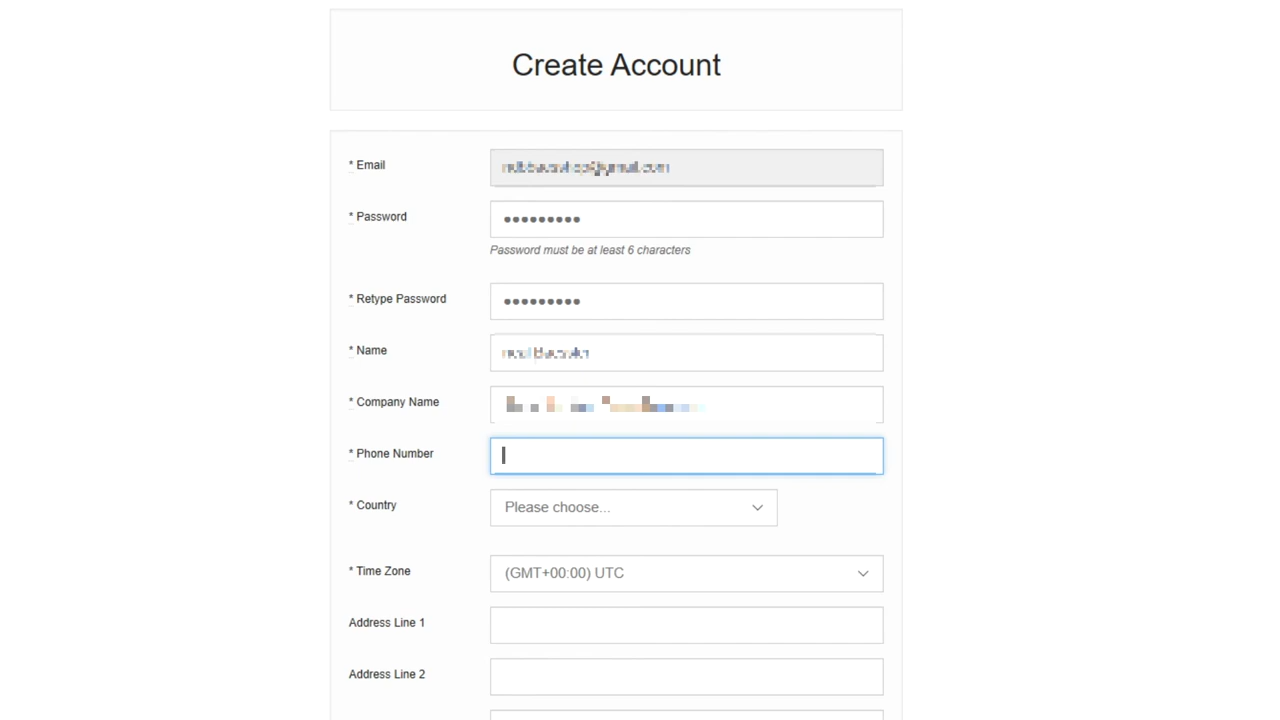 Create Account
* Email
* Password
●●●●●●●●●
Password must be at least 6 characters
* Retype Password
●●●●●●●●●
* Name
* Company Name
* Phone Number
* Country
Please choose...
* Time Zone
(GMT+00:00) UTC
Address Line 1
Address Line 2